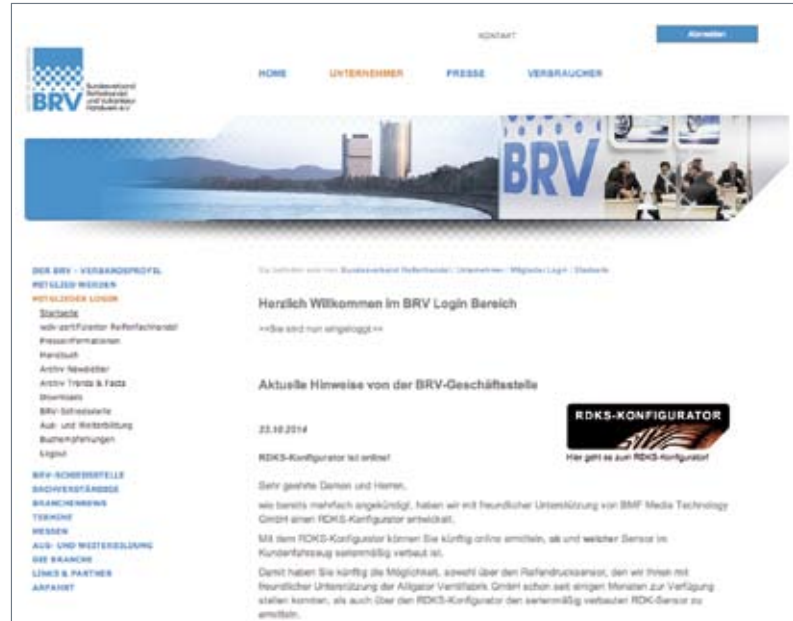 KONTAKT
Abmelden
BRV
Bundesverband
Reifenhandel
und Vulkaniseur-
Handwerk e.V.
HOME UNTERNEHMER PRESSE VERBRAUCHER
BRV
DER BRV - VERBANDSPROFIL
MITGLIED WERDEN
MITGLIEDER LOGIN
Startseite
wdk-zertifizierter Reifenfachhandel
Presseinformationen
Handbuch
Archiv Newsletter
Archiv Trends & Facts
Downloads
BRV-Schiedsstelle
Aus- und Weiterbildung
Buchempfehlungen
Logout
BRV-SCHIEDSSTELLE
SACHVERSTÄNDIGE
BRANCHENNEWS
TERMINE
MESSEN
AUS- UND WEITERBILDUNG
DIE BRANCHE
LINKS & PARTNER
ANFAHRT
Sie befinden sich hier: Bundesverband Reifenhandel / Unternehmer / Mitglieder Login / Startseite
Herzlich Willkommen im BRV Login Bereich
>>Sie sind nun eingeloggt<<
Aktuelle Hinweise von der BRV-Geschäftsstelle
RDKS-KONFIGURATOR
Hier geht es zum RDKS-Konfigurator!
23.10.2014
RDKS-Konfigurator ist online!
Sehr geehrte Damen und Herren,
wie bereits mehrfach angekündigt, haben wir mit freundlicher Unterstützung von BMF Media Technology
GmbH einen RDKS-Konfigurator entwickelt.
Mit dem RDKS-Konfigurator können Sie künftig online ermitteln, ob und welcher Sensor im
Kundenfahrzeug serienmäßig verbaut ist.
Damit haben Sie künftig die Möglichkeit, sowohl über den Reifendrucksensor, den wir Ihnen mit
freundlicher Unterstützung der Alligator Ventilfabrik GmbH schon seit einigen Monaten zur Verfügung
stellen konnten, als auch über den RDKS-Konfigurator den serienmäßig verbauten RDK-Sensor zu
ermitteln.